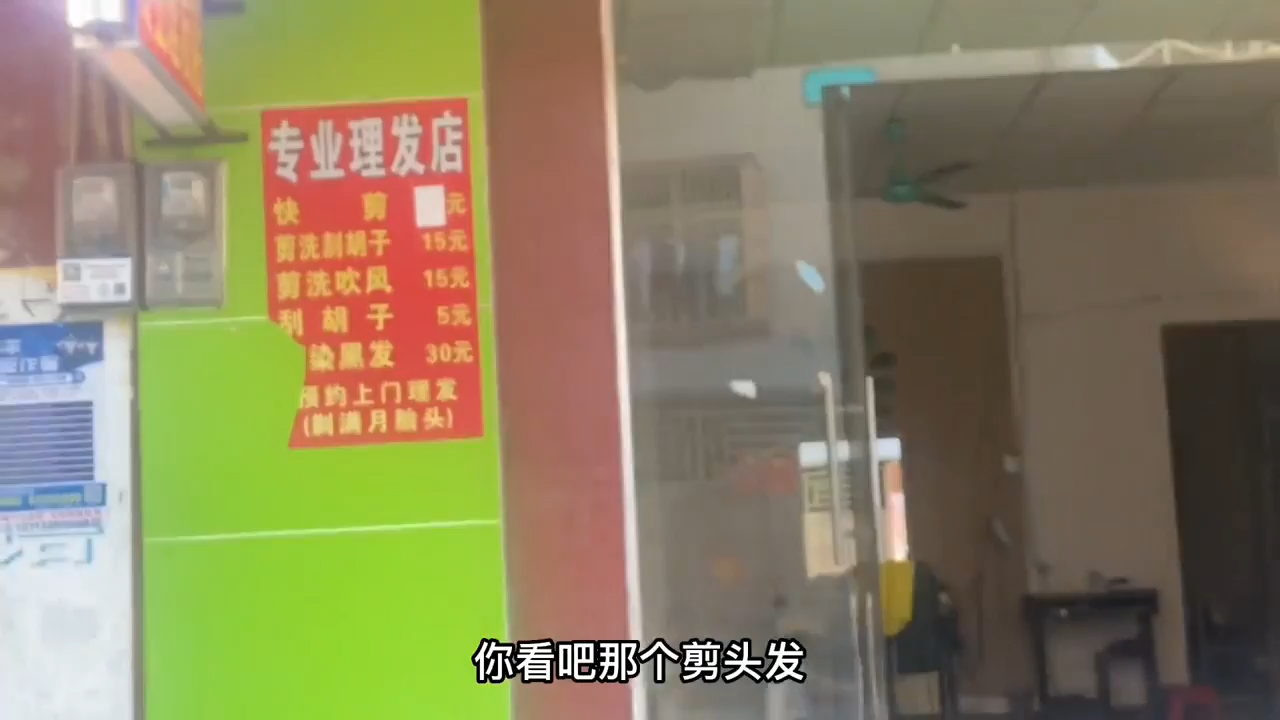 专业理发店
快 剪 元
剪洗刮胡子 15元
剪洗吹风 15元
刮胡子 5元
染黑发 30元
预约上门理发
(剃满月胎头)
你看吧那个剪头发